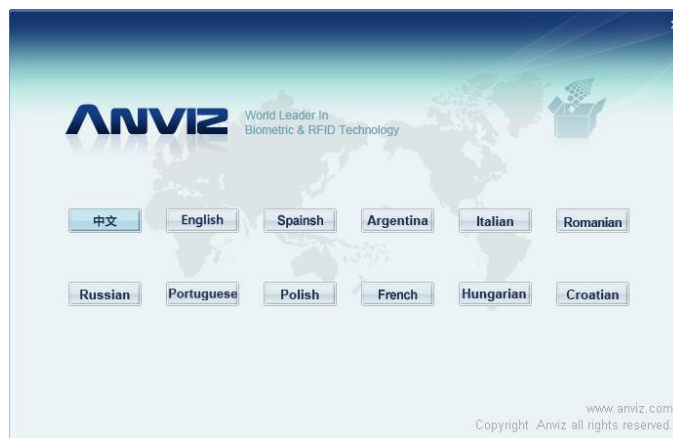 ANVIZ
World Leader In
Biometric & RFID Technology
中文 English Spainsh Argentina Italian Romanian
Russian Portuguese Polish French Hungarian Croatian
www.anviz.com
Copyright Anviz all rights reserved.